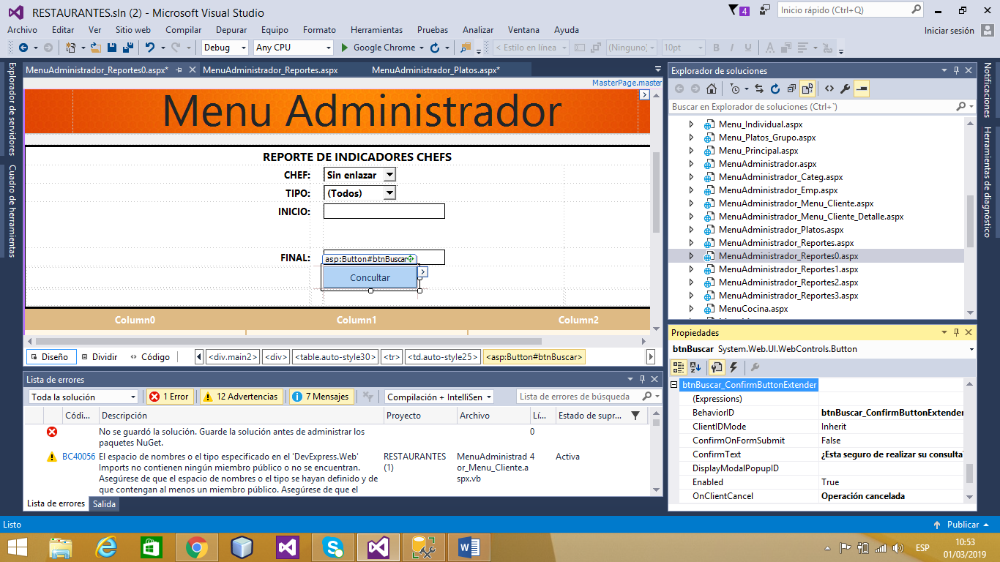 RESTAURANTES.sln (2) - Microsoft Visual Studio
4
Inicio rápido (Ctrl+Q)
Archivo Editar Ver Sitio web Compilar Depurar Equipo Formato Herramientas Pruebas Analizar Ventana Ayuda
Iniciar sesión
Debug Any CPU Google Chrome < Estilo en línea (Ninguno) 10pt N I S
Explorador de servidores
Cuadro de herramientas
MenuAdministrador_Reportes0.aspx* MenuAdministrador_Reportes.aspx MenuAdministrador_Platos.aspx*
MasterPage.master
Menu Administrador
REPORTE DE INDICADORES CHEFS
CHEF: Sin enlazar
TIPO: (Todos)
INICIO:
FINAL:
asp:Button#btnBuscar
Concultar
Column0 Column1 Column2
Diseño Dividir Código <div.main2> <div> <table.auto-style30> <tr> <td.auto-style25> <asp:Button#btnBuscar>
Lista de errores
Toda la solución 1 Error 12 Advertencias 7 Mensajes Compilación + IntelliSen Lista de errores de búsqueda
Códi... Descripción Proyecto Archivo Lí... Estado de supr...
No se guardó la solución. Guarde la solución antes de administrar los 0
paquetes NuGet.
BC40056 El espacio de nombres o el tipo especificado en el 'DevExpress.Web' RESTAURANTES MenuAdministrad 4 Activa
Imports no contienen ningún miembro público o no se encuentran. (1) or_Menu_Cliente.a
Asegúrese de que el espacio de nombres o el tipo se hayan definido y de spx.vb
que contengan al menos un miembro público. Asegúrese de que el
Lista de errores Salida
Explorador de soluciones
Buscar en Explorador de soluciones (Ctrl+`)
Menu_Individual.aspx
Menu_Platos_Grupo.aspx
Menu_Principal.aspx
MenuAdministrador.aspx
MenuAdministrador_Categ.aspx
MenuAdministrador_Emp.aspx
MenuAdministrador_Menu_Cliente.aspx
MenuAdministrador_Menu_Cliente_Detalle.aspx
MenuAdministrador_Platos.aspx
MenuAdministrador_Reportes.aspx
MenuAdministrador_Reportes0.aspx
MenuAdministrador_Reportes1.aspx
MenuAdministrador_Reportes2.aspx
MenuAdministrador_Reportes3.aspx
MenuCocina.aspx
Propiedades
btnBuscar System.Web.UI.WebControls.Button
btnBuscar_ConfirmButtonExtender
(Expressions)
BehaviorID btnBuscar_ConfirmButtonExtender
ClientIDMode Inherit
ConfirmOnFormSubmit False
ConfirmText ¿Esta seguro de realizar su consulta
DisplayModalPopupID
Enabled True
OnClientCancel Operación cancelada
Notificaciones
Herramientas de diagnóstico
Listo
Publicar
ESP
10:53
01/03/2019